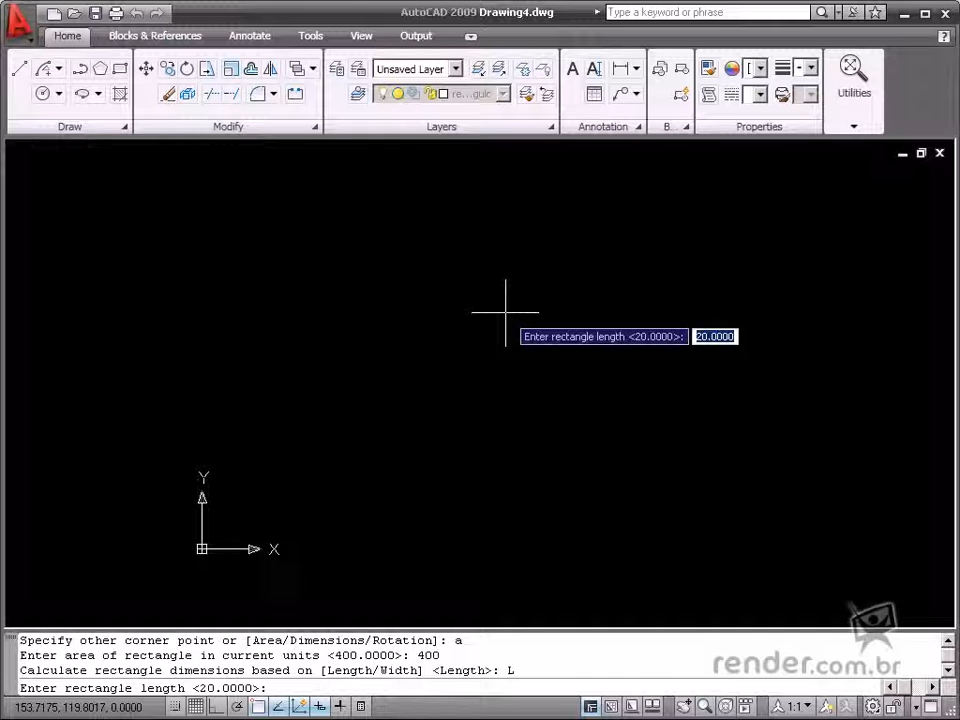 AutoCAD 2009 Drawing4.dwg
Type a keyword or phrase
Home Blocks & References Annotate Tools View Output
Unsaved Layer
Utilities
Draw Modify Layers Annotation B... Properties
Enter rectangle length <20.0000>: 20.0000
Y
X
Specify other corner point or [Area/Dimensions/Rotation]: a
Enter area of rectangle in current units <400.0000>: 400
Calculate rectangle dimensions based on [Length/Width] <Length>: L
Enter rectangle length <20.0000>:
render.com.br
153.7175, 119.8017, 0.0000
1:1